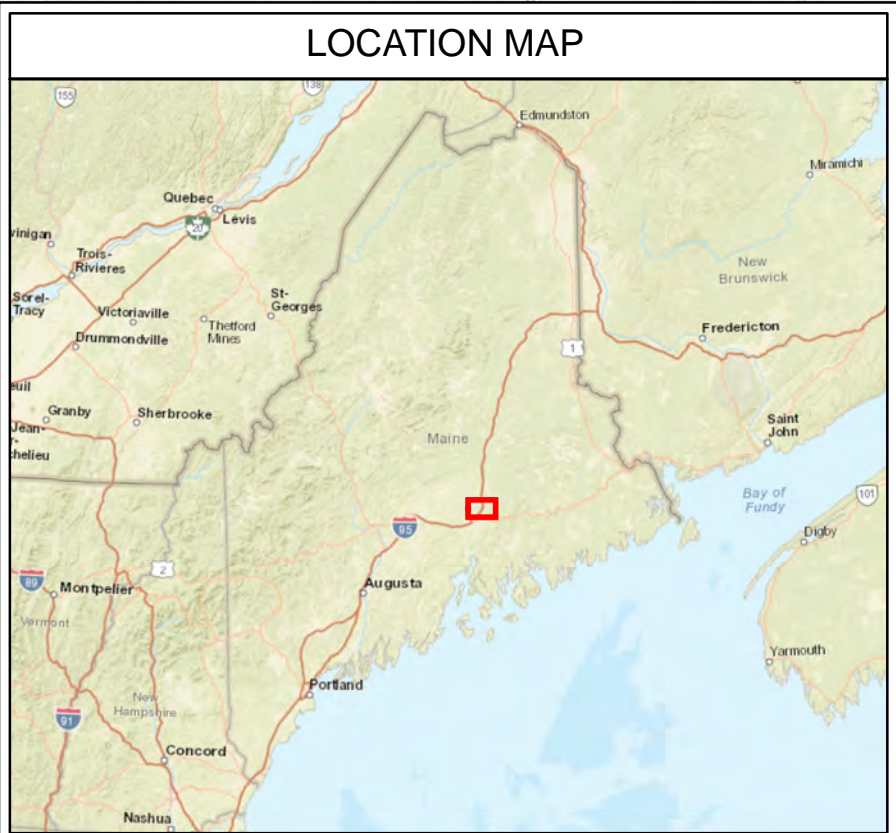 LOCATION MAP
155
138
Edmundston
Miramichi
Quebec
Lévis
20
vinigan
Trois-
Rivieres
New
Brunswick
Sorel-
Tracy
Victoriaville
St-
Georges
Thetford
Mines
Drummondville
Fredericton
1
euil
Granby
Sherbrooke
Jean-
r-
chelieu
Maine
Saint
John
Bay of
Fundy
101
95
Digby
2
89
Montpelier
Augusta
Vermont
Yarmouth
Portland
New
Hampshire
91
Concord
Nashua